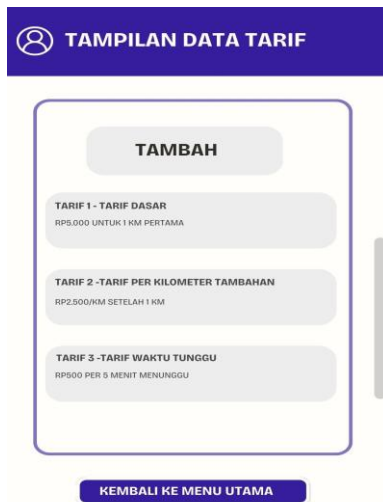 TAMPILAN DATA TARIF
TAMBAH
TARIF 1 - TARIF DASAR
RP5.000 UNTUK 1 KM PERTAMA
TARIF 2 -TARIF PER KILOMETER TAMBAHAN
RP2.500/KM SETELAH 1 KM
TARIF 3 -TARIF WAKTU TUNGGU
RP500 PER 5 MENIT MENUNGGU
KEMBALI KE MENU UTAMA